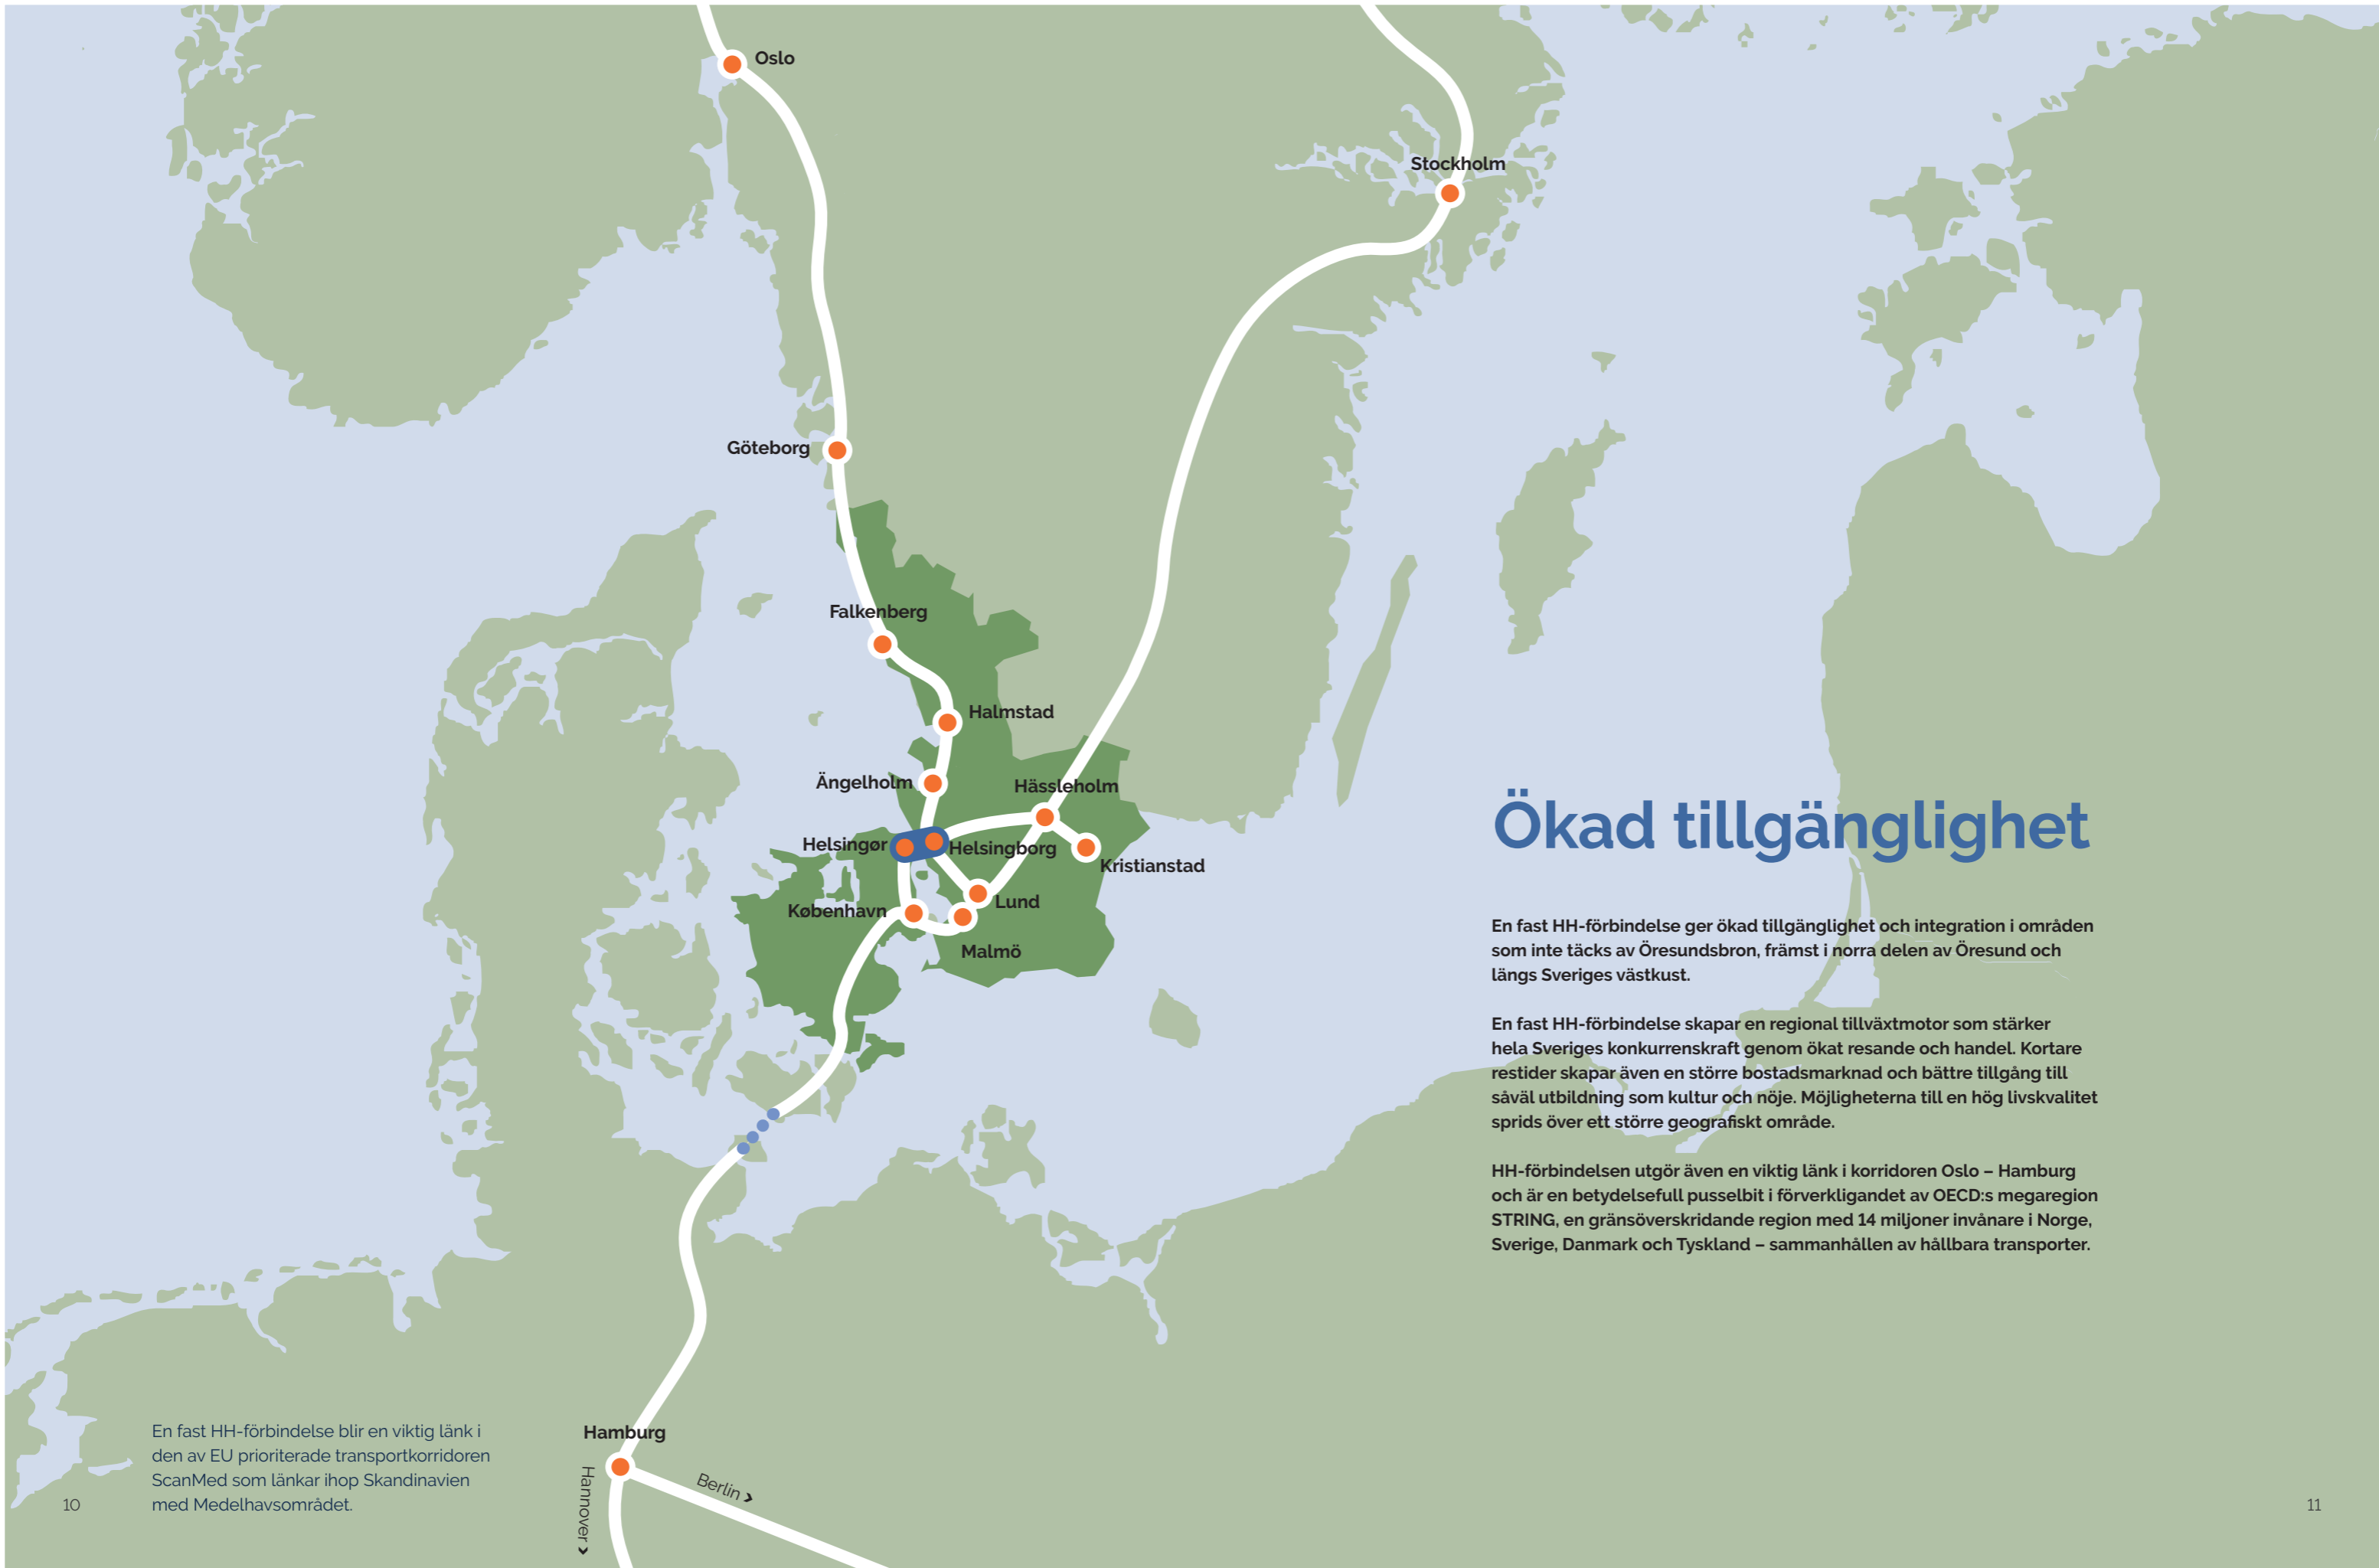 Oslo
Stockholm
Göteborg
Falkenberg
Halmstad
Ängelholm
Hässleholm
Helsingør
Helsingborg
Kristianstad
København
Lund
Malmö
Hamburg
Hannover ›
Berlin ›
En fast HH-förbindelse blir en viktig länk i
den av EU prioriterade transportkorridoren
ScanMed som länkar ihop Skandinavien
med Medelhavsområdet.
10
Ökad tillgänglighet
En fast HH-förbindelse ger ökad tillgänglighet och integration i områden
som inte täcks av Öresundsbron, främst i norra delen av Öresund och
längs Sveriges västkust.
En fast HH-förbindelse skapar en regional tillväxtmotor som stärker
hela Sveriges konkurrenskraft genom ökat resande och handel. Kortare
restider skapar även en större bostadsmarknad och bättre tillgång till
såväl utbildning som kultur och nöje. Möjligheterna till en hög livskvalitet
sprids över ett större geografiskt område.
HH-förbindelsen utgör även en viktig länk i korridoren Oslo – Hamburg
och är en betydelsefull pusselbit i förverkligandet av OECD:s megaregion
STRING, en gränsöverskridande region med 14 miljoner invånare i Norge,
Sverige, Danmark och Tyskland – sammanhållen av hållbara transporter.
11